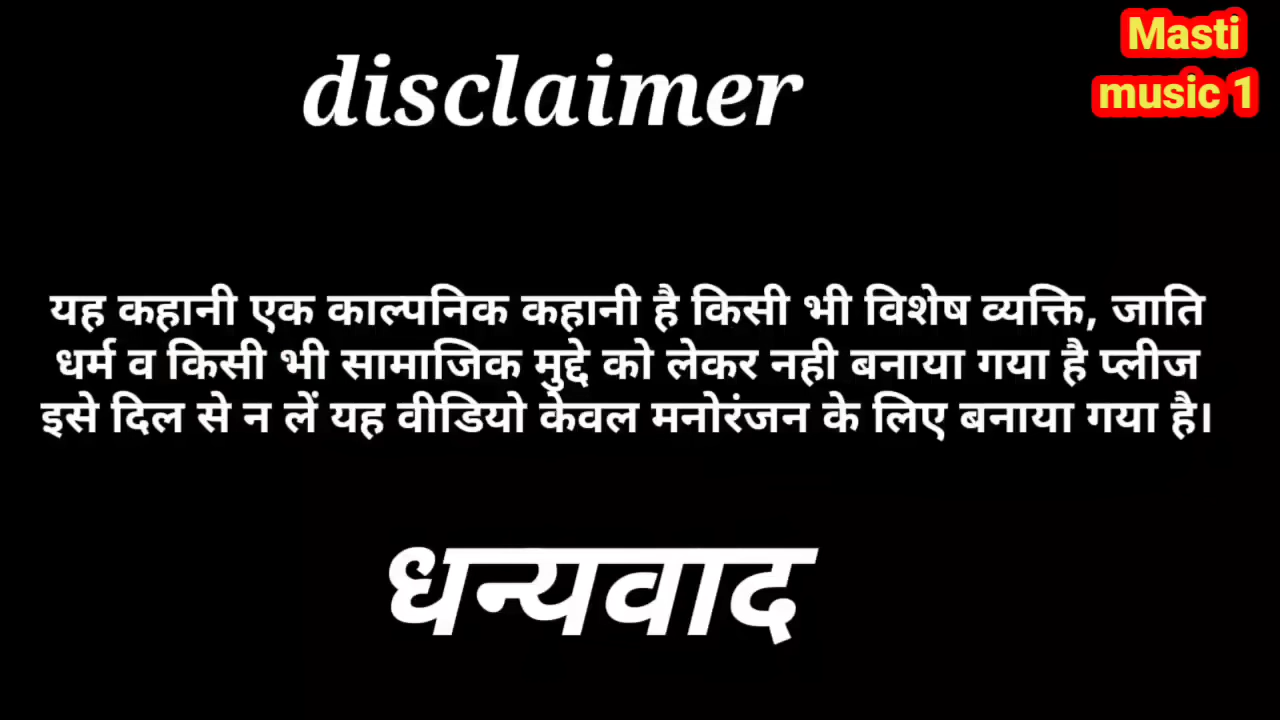 disclaimer
Masti
music 1
यह कहानी एक काल्पनिक कहानी है किसी भी विशेष व्यक्ति, जाति
धर्म व किसी भी सामाजिक मुद्दे को लेकर नही बनाया गया है प्लीज
इसे दिल से न लें यह वीडियो केवल मनोरंजन के लिए बनाया गया है।
धन्यवाद